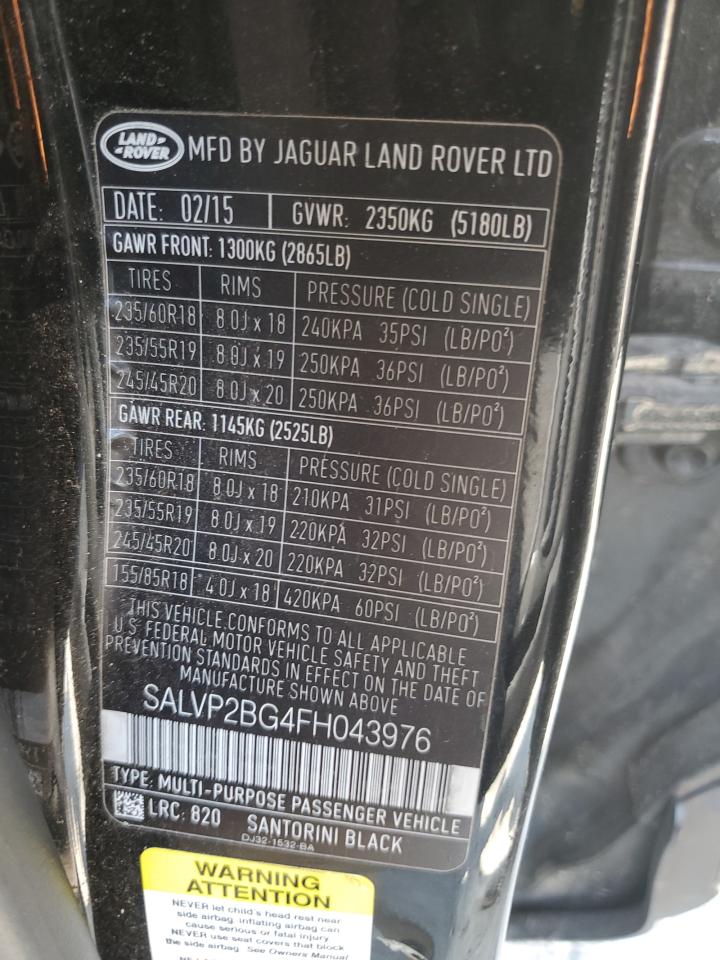 LAND ROVER MFD BY JAGUAR LAND ROVER LTD
DATE: 02/15 GVWR: 2350KG (5180LB)
GAWR FRONT: 1300KG (2865LB)
TIRES RIMS PRESSURE (COLD SINGLE)
235/60R18 8.0J x 18 240KPA 35PSI (LB/PO²)
235/55R19 8.0J x 19 250KPA 36PSI (LB/PO²)
245/45R20 8.0J x 20 250KPA 36PSI (LB/PO²)
GAWR REAR: 1145KG (2525LB)
TIRES RIMS PRESSURE (COLD SINGLE)
235/60R18 8.0J x 18 210KPA 31PSI (LB/PO²)
235/55R19 8.0J x 19 220KPA 32PSI (LB/PO²)
245/45R20 8.0J x 20 220KPA 32PSI (LB/PO²)
155/85R18 4.0J x 18 420KPA 60PSI (LB/PO²)
THIS VEHICLE CONFORMS TO ALL APPLICABLE
U.S FEDERAL MOTOR VEHICLE SAFETY AND THEFT
PREVENTION STANDARDS IN EFFECT ON THE DATE OF
MANUFACTURE SHOWN ABOVE
SALVP2BG4FH043976
TYPE: MULTI-PURPOSE PASSENGER VEHICLE
LRC: 820 SANTORINI BLACK
DJ32-1532-BA
WARNING
ATTENTION
NEVER let child's head rest near
side airbag. inflating airbag can
cause serious or fatal injury
NEVER use seat covers that block
the side airbag. See Owners Manual